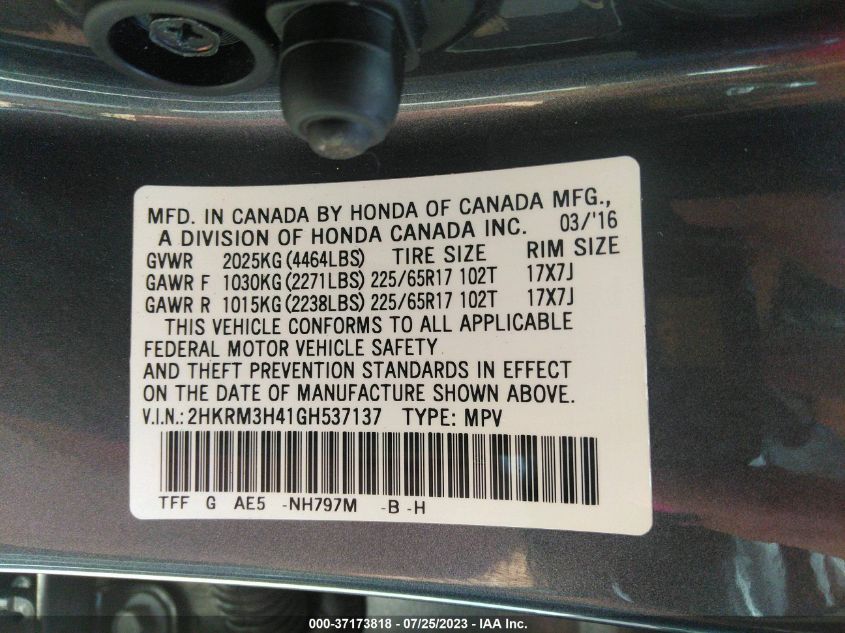 MFD. IN CANADA BY HONDA OF CANADA MFG.,
A DIVISION OF HONDA CANADA INC. 03/'16
GVWR 2025KG (4464LBS) TIRE SIZE RIM SIZE
GAWR F 1030KG (2271LBS) 225/65R17 102T 17X7J
GAWR R 1015KG (2238LBS) 225/65R17 102T 17X7J
THIS VEHICLE CONFORMS TO ALL APPLICABLE
FEDERAL MOTOR VEHICLE SAFETY
AND THEFT PREVENTION STANDARDS IN EFFECT
ON THE DATE OF MANUFACTURE SHOWN ABOVE.
V.I.N.: 2HKRM3H41GH537137 TYPE: MPV
TFF G AE5 -NH797M -B -H
000-37173818 - 07/25/2023 - IAA Inc.